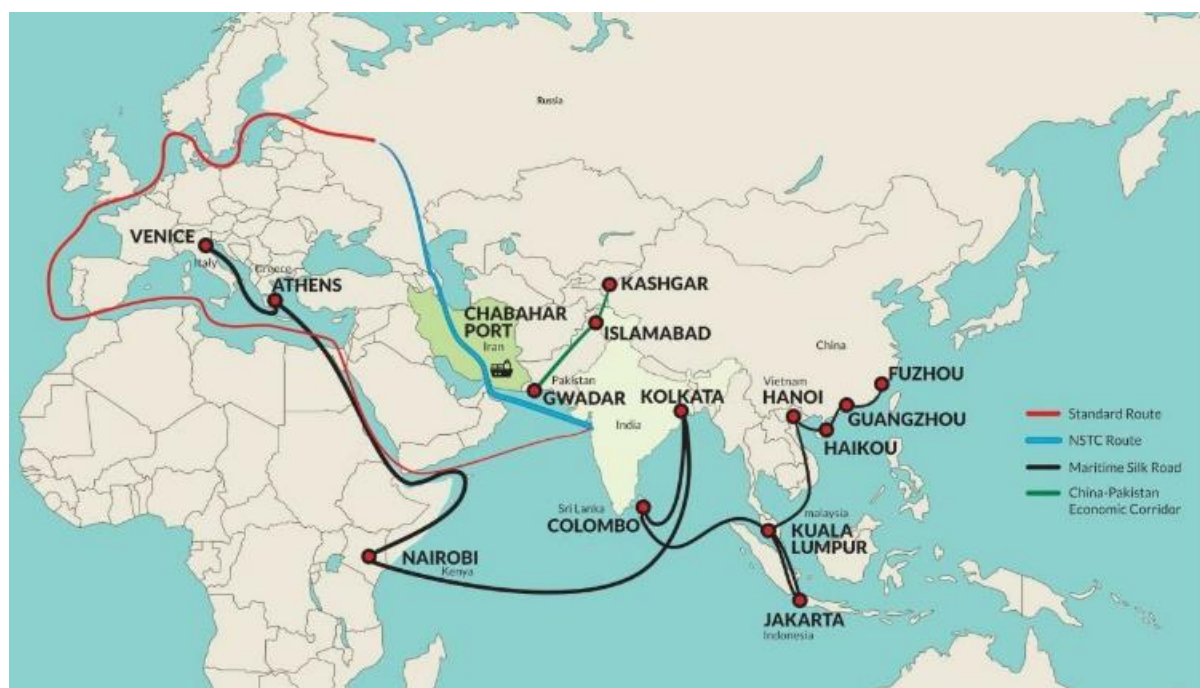 Russia
VENICE
Italy
Greece
ATHENS
KASHGAR
CHABAHAR
PORT
Iran
ISLAMABAD
China
Pakistan
GWADAR
KOLKATA
India
Vietnam
HANOI
FUZHOU
GUANGZHOU
HAIKOU
Standard Route
NSTC Route
Maritime Silk Road
China-Pakistan
Economic Corridor
Sri Lanka
COLOMBO
malaysia
KUALA
LUMPUR
NAIROBI
Kenya
JAKARTA
Indonesia